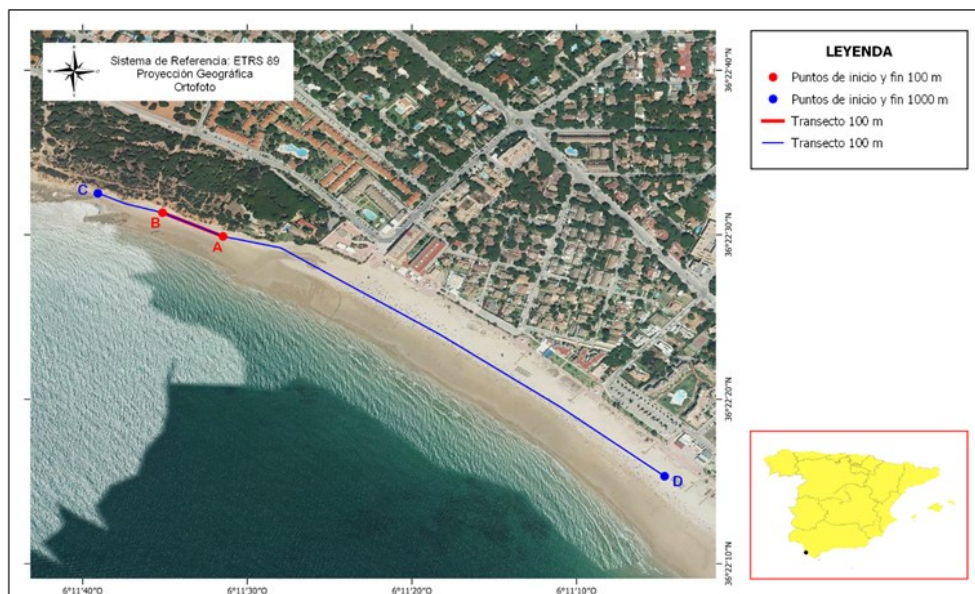 Sistema de Referencia: ETRS 89
Proyección Geográfica
Ortofoto
C
B
A
D
LEYENDA
Puntos de inicio y fin 100 m
Puntos de inicio y fin 1000 m
Transecto 100 m
Transecto 100 m
36°22'40"N
36°22'30"N
36°22'20"N
36°22'10"N
6°11'40"O
6°11'30"O
6°11'20"O
6°11'10"O